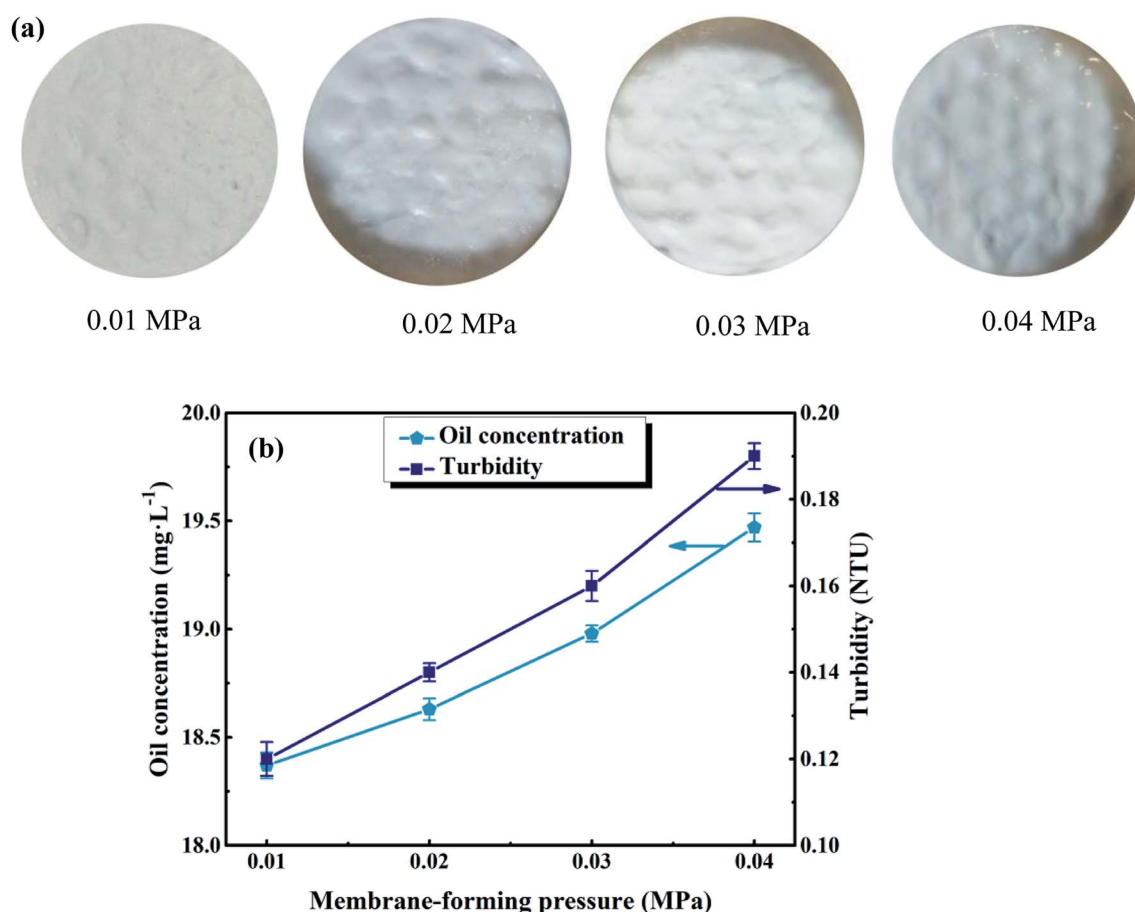 (a)
0.01 MPa
0.02 MPa
0.03 MPa
0.04 MPa
(b)
Oil concentration
Turbidity
20.0
19.5
19.0
18.5
18.0
Oil concentration (mg·L⁻¹)
0.20
0.18
0.16
0.14
0.12
0.10
Turbidity (NTU)
0.01
0.02
0.03
0.04
Membrane-forming pressure (MPa)